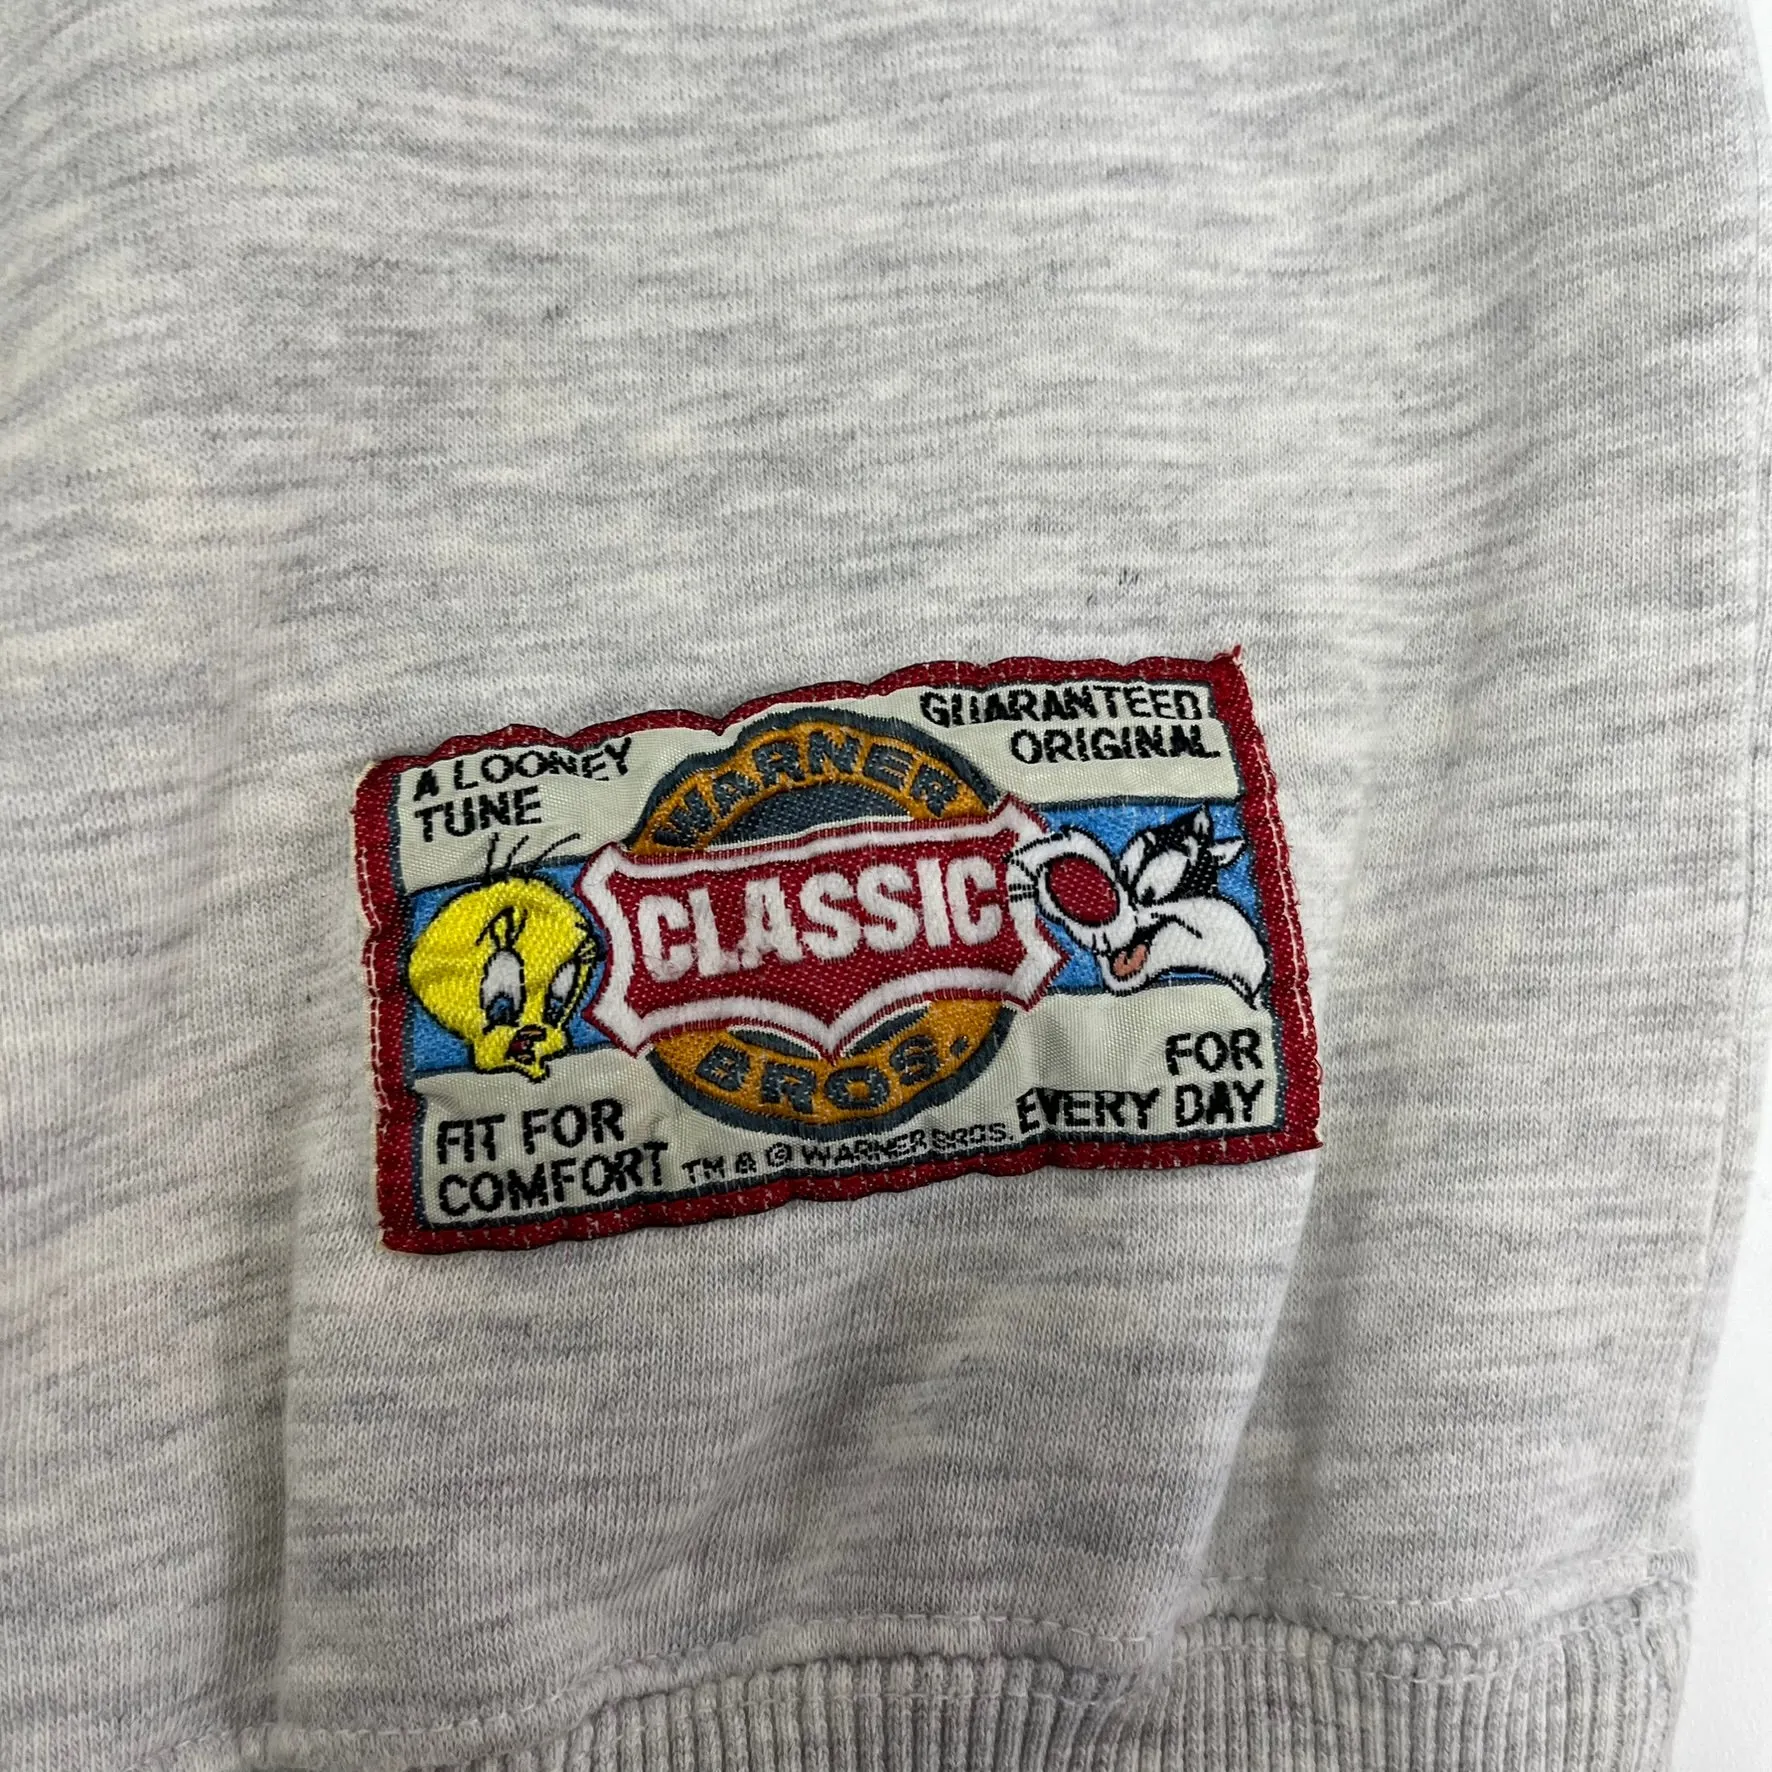 A LOONEY
TUNE
GUARANTEED
ORIGINAL
WARNER
CLASSIC
BROS.
FIT FOR
COMFORT
FOR
EVERY DAY
TM & © WARNER BROS.